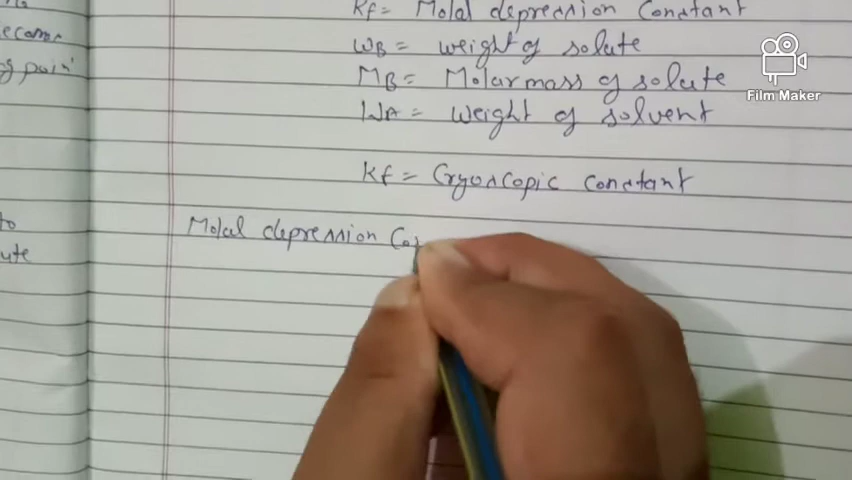 Kf = Molal depression Constant
WB = weight of solute
MB = Molar mass of solute
WA = weight of solvent
Kf = Cryoscopic constant
Molal depression Co
to
Film Maker